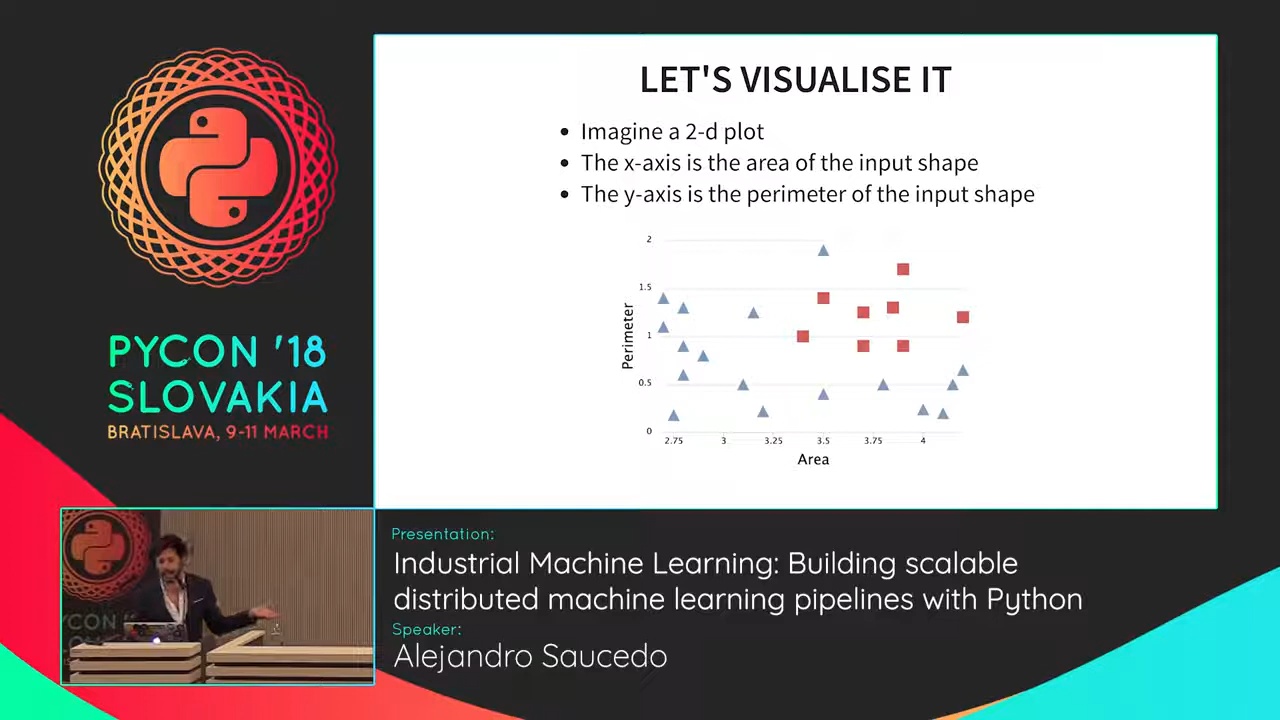 LET'S VISUALISE IT
Imagine a 2-d plot
The x-axis is the area of the input shape
The y-axis is the perimeter of the input shape
2
1.5
1
0.5
0
Perimeter
2.75
3
3.25
3.5
3.75
4
Area
PYCON '18
SLOVAKIA
BRATISLAVA, 9-11 MARCH
Presentation:
Industrial Machine Learning: Building scalable
distributed machine learning pipelines with Python
Speaker:
Alejandro Saucedo